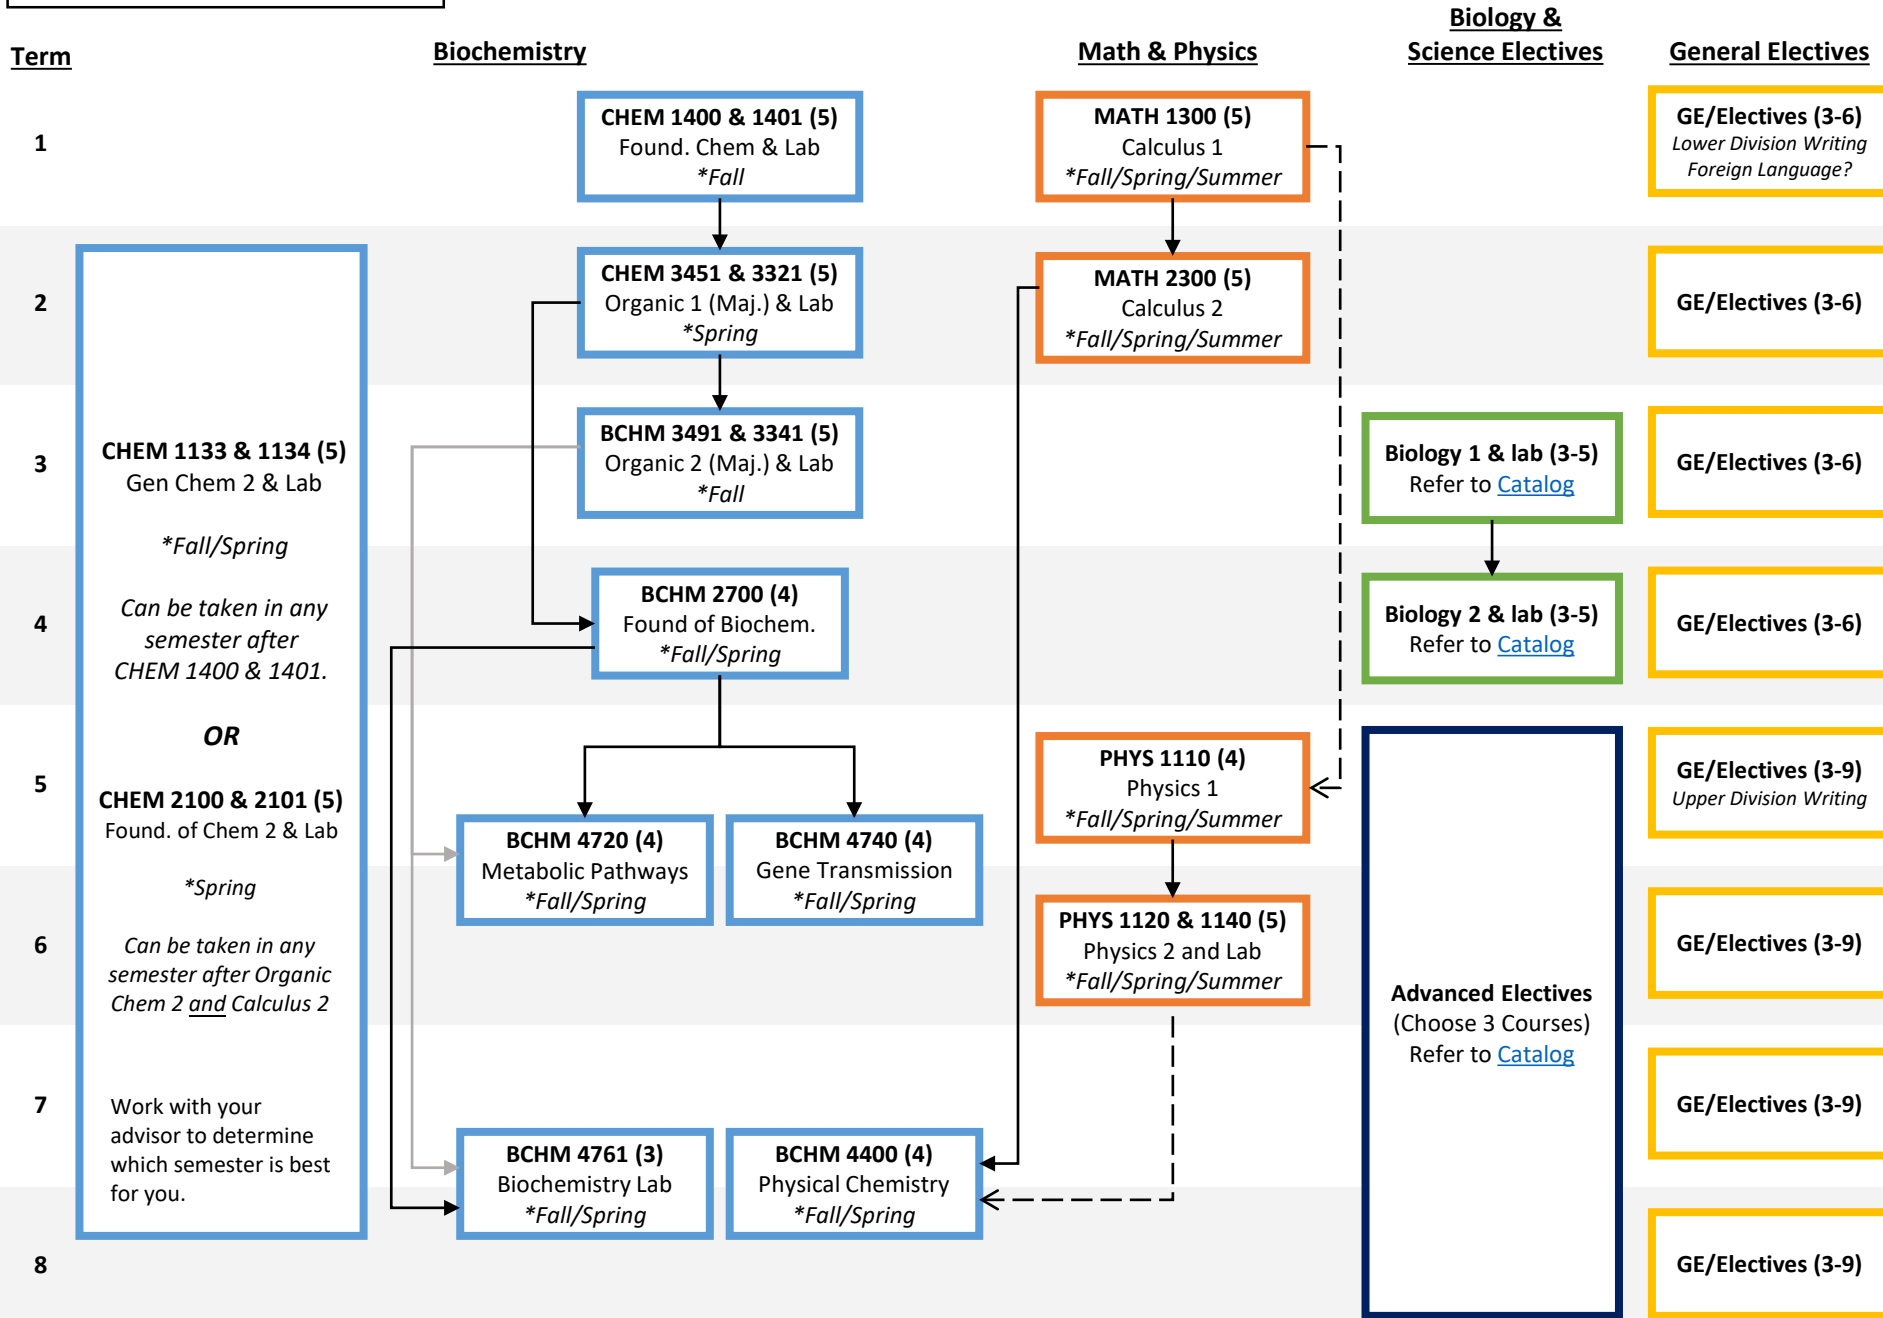 Term
Biochemistry
Math & Physics
Biology &
Science Electives
General Electives
1
CHEM 1400 & 1401 (5)
Found. Chem & Lab
*Fall
MATH 1300 (5)
Calculus 1
*Fall/Spring/Summer
GE/Electives (3-6)
Lower Division Writing
Foreign Language?
2
CHEM 3451 & 3321 (5)
Organic 1 (Maj.) & Lab
*Spring
MATH 2300 (5)
Calculus 2
*Fall/Spring/Summer
GE/Electives (3-6)
CHEM 1133 & 1134 (5)
Gen Chem 2 & Lab
*Fall/Spring
Can be taken in any
semester after
CHEM 1400 & 1401.
OR
CHEM 2100 & 2101 (5)
Found. of Chem 2 & Lab
*Spring
Can be taken in any
semester after Organic
Chem 2 and Calculus 2
Work with your
advisor to determine
which semester is best
for you.
3
BCHM 3491 & 3341 (5)
Organic 2 (Maj.) & Lab
*Fall
Biology 1 & lab (3-5)
Refer to Catalog
GE/Electives (3-6)
4
BCHM 2700 (4)
Found of Biochem.
*Fall/Spring
Biology 2 & lab (3-5)
Refer to Catalog
GE/Electives (3-6)
5
BCHM 4720 (4)
Metabolic Pathways
*Fall/Spring
BCHM 4740 (4)
Gene Transmission
*Fall/Spring
PHYS 1110 (4)
Physics 1
*Fall/Spring/Summer
GE/Electives (3-9)
Upper Division Writing
6
PHYS 1120 & 1140 (5)
Physics 2 and Lab
*Fall/Spring/Summer
Advanced Electives
(Choose 3 Courses)
Refer to Catalog
GE/Electives (3-9)
7
BCHM 4761 (3)
Biochemistry Lab
*Fall/Spring
BCHM 4400 (4)
Physical Chemistry
*Fall/Spring
GE/Electives (3-9)
8
GE/Electives (3-9)